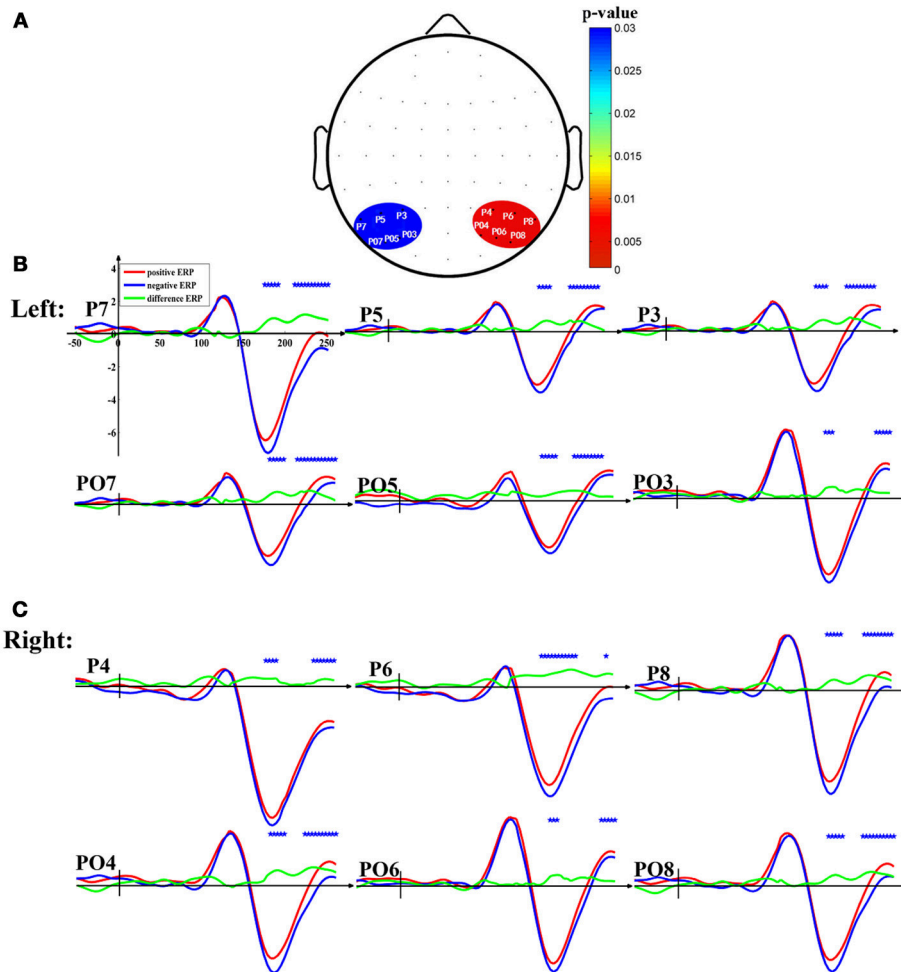 A
p-value
0.03
0.025
0.02
0.015
0.01
0.005
0
P5 P3
P7
P07 P05 P03
P4 P6 P8
P04 P06
P08
B
Left:
4
2
-2
-4
-6
-50 0 50 100 150 200 250
positive ERP
negative ERP
difference ERP
P7
P5
P3
PO7
PO5
PO3
C
Right:
P4
P6
P8
PO4
PO6
PO8